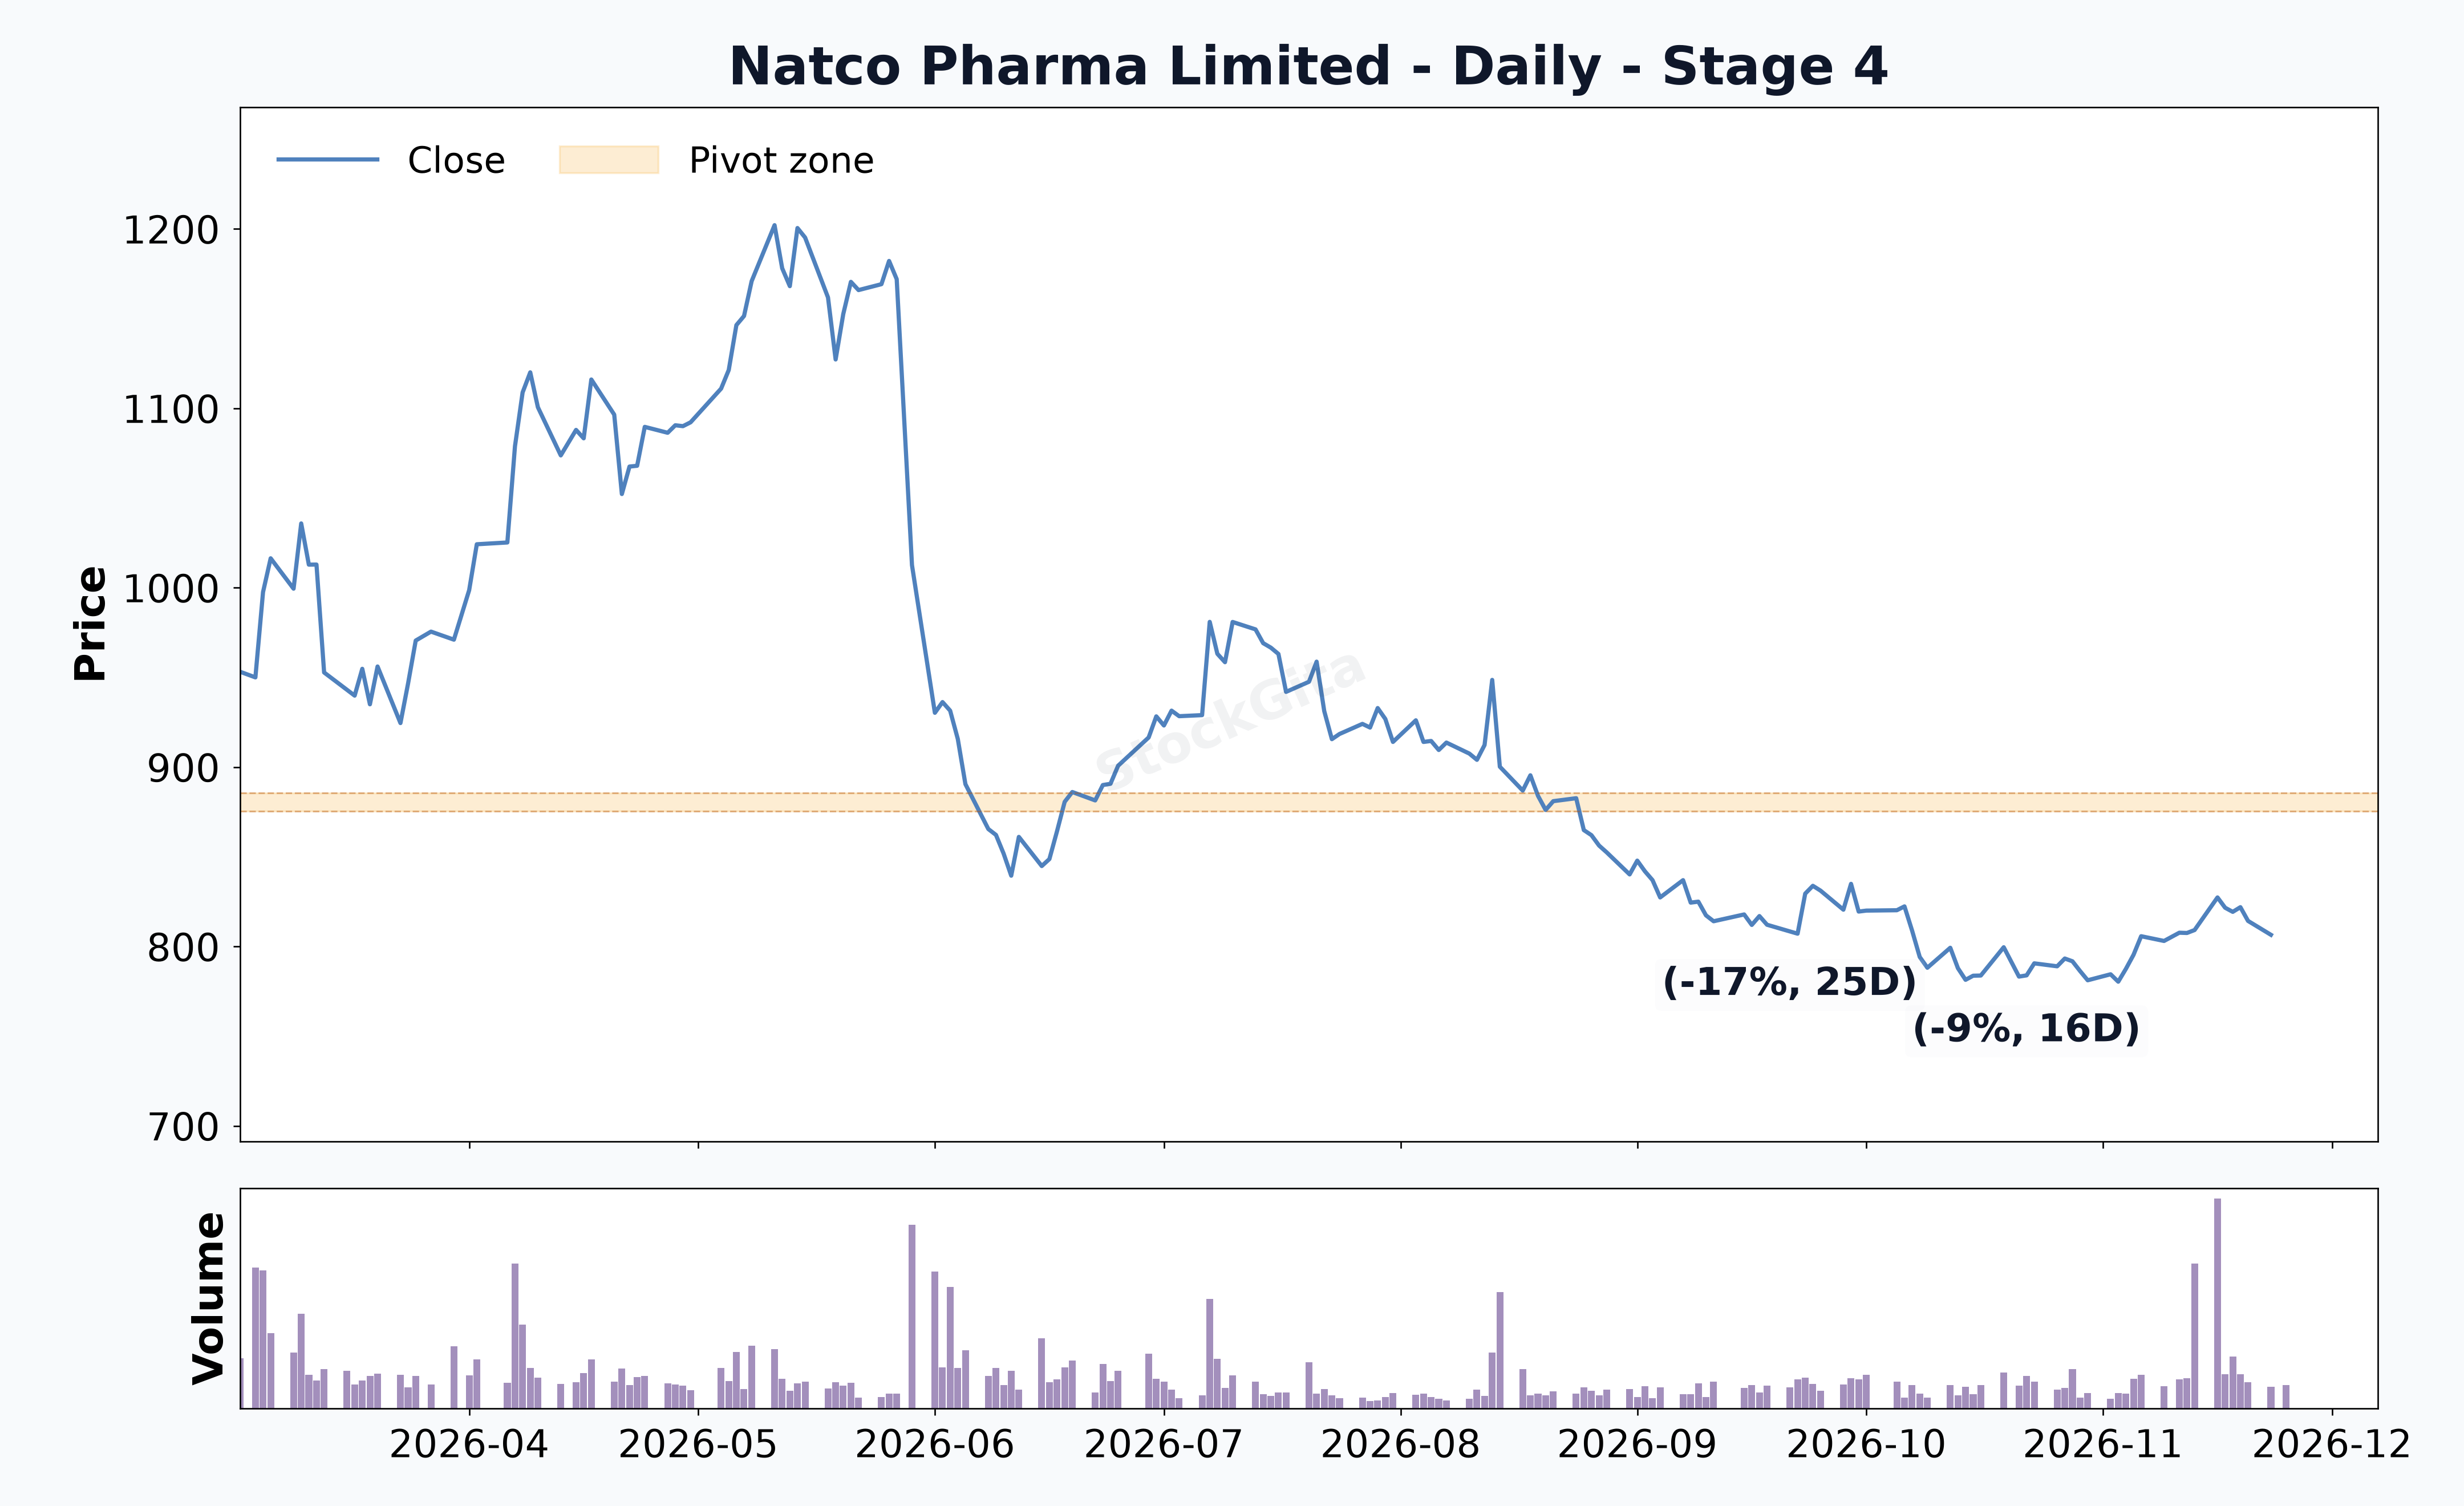 Natco Pharma Limited - Daily - Stage 4
Close
Pivot zone
Price
1200
1100
1000
900
800
700
StockGita
(-17%, 25D)
(-9%, 16D)
Volume
2026-04
2026-05
2026-06
2026-07
2026-08
2026-09
2026-10
2026-11
2026-12